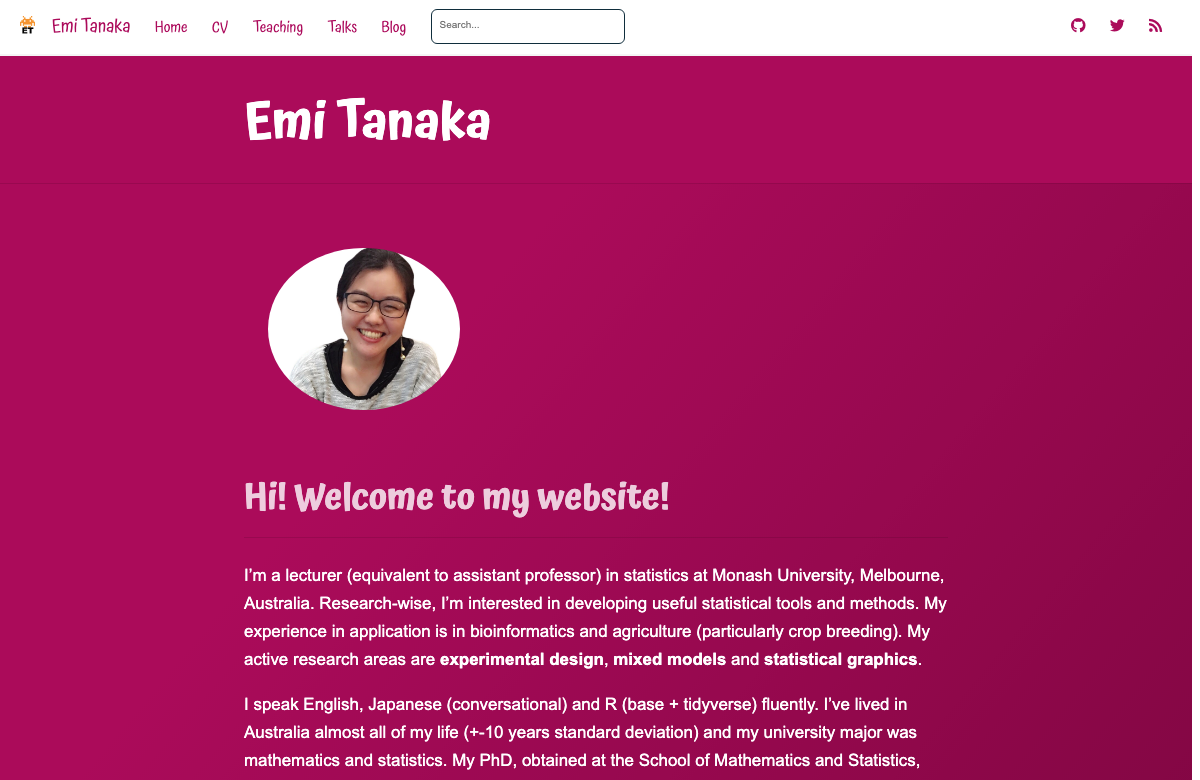 ET
Emi Tanaka
Home
CV
Teaching
Talks
Blog
Search...
Emi Tanaka
Hi! Welcome to my website!
I’m a lecturer (equivalent to assistant professor) in statistics at Monash University, Melbourne,
Australia. Research-wise, I’m interested in developing useful statistical tools and methods. My
experience in application is in bioinformatics and agriculture (particularly crop breeding). My
active research areas are experimental design, mixed models and statistical graphics.
I speak English, Japanese (conversational) and R (base + tidyverse) fluently. I’ve lived in
Australia almost all of my life (+-10 years standard deviation) and my university major was
mathematics and statistics. My PhD, obtained at the School of Mathematics and Statistics,